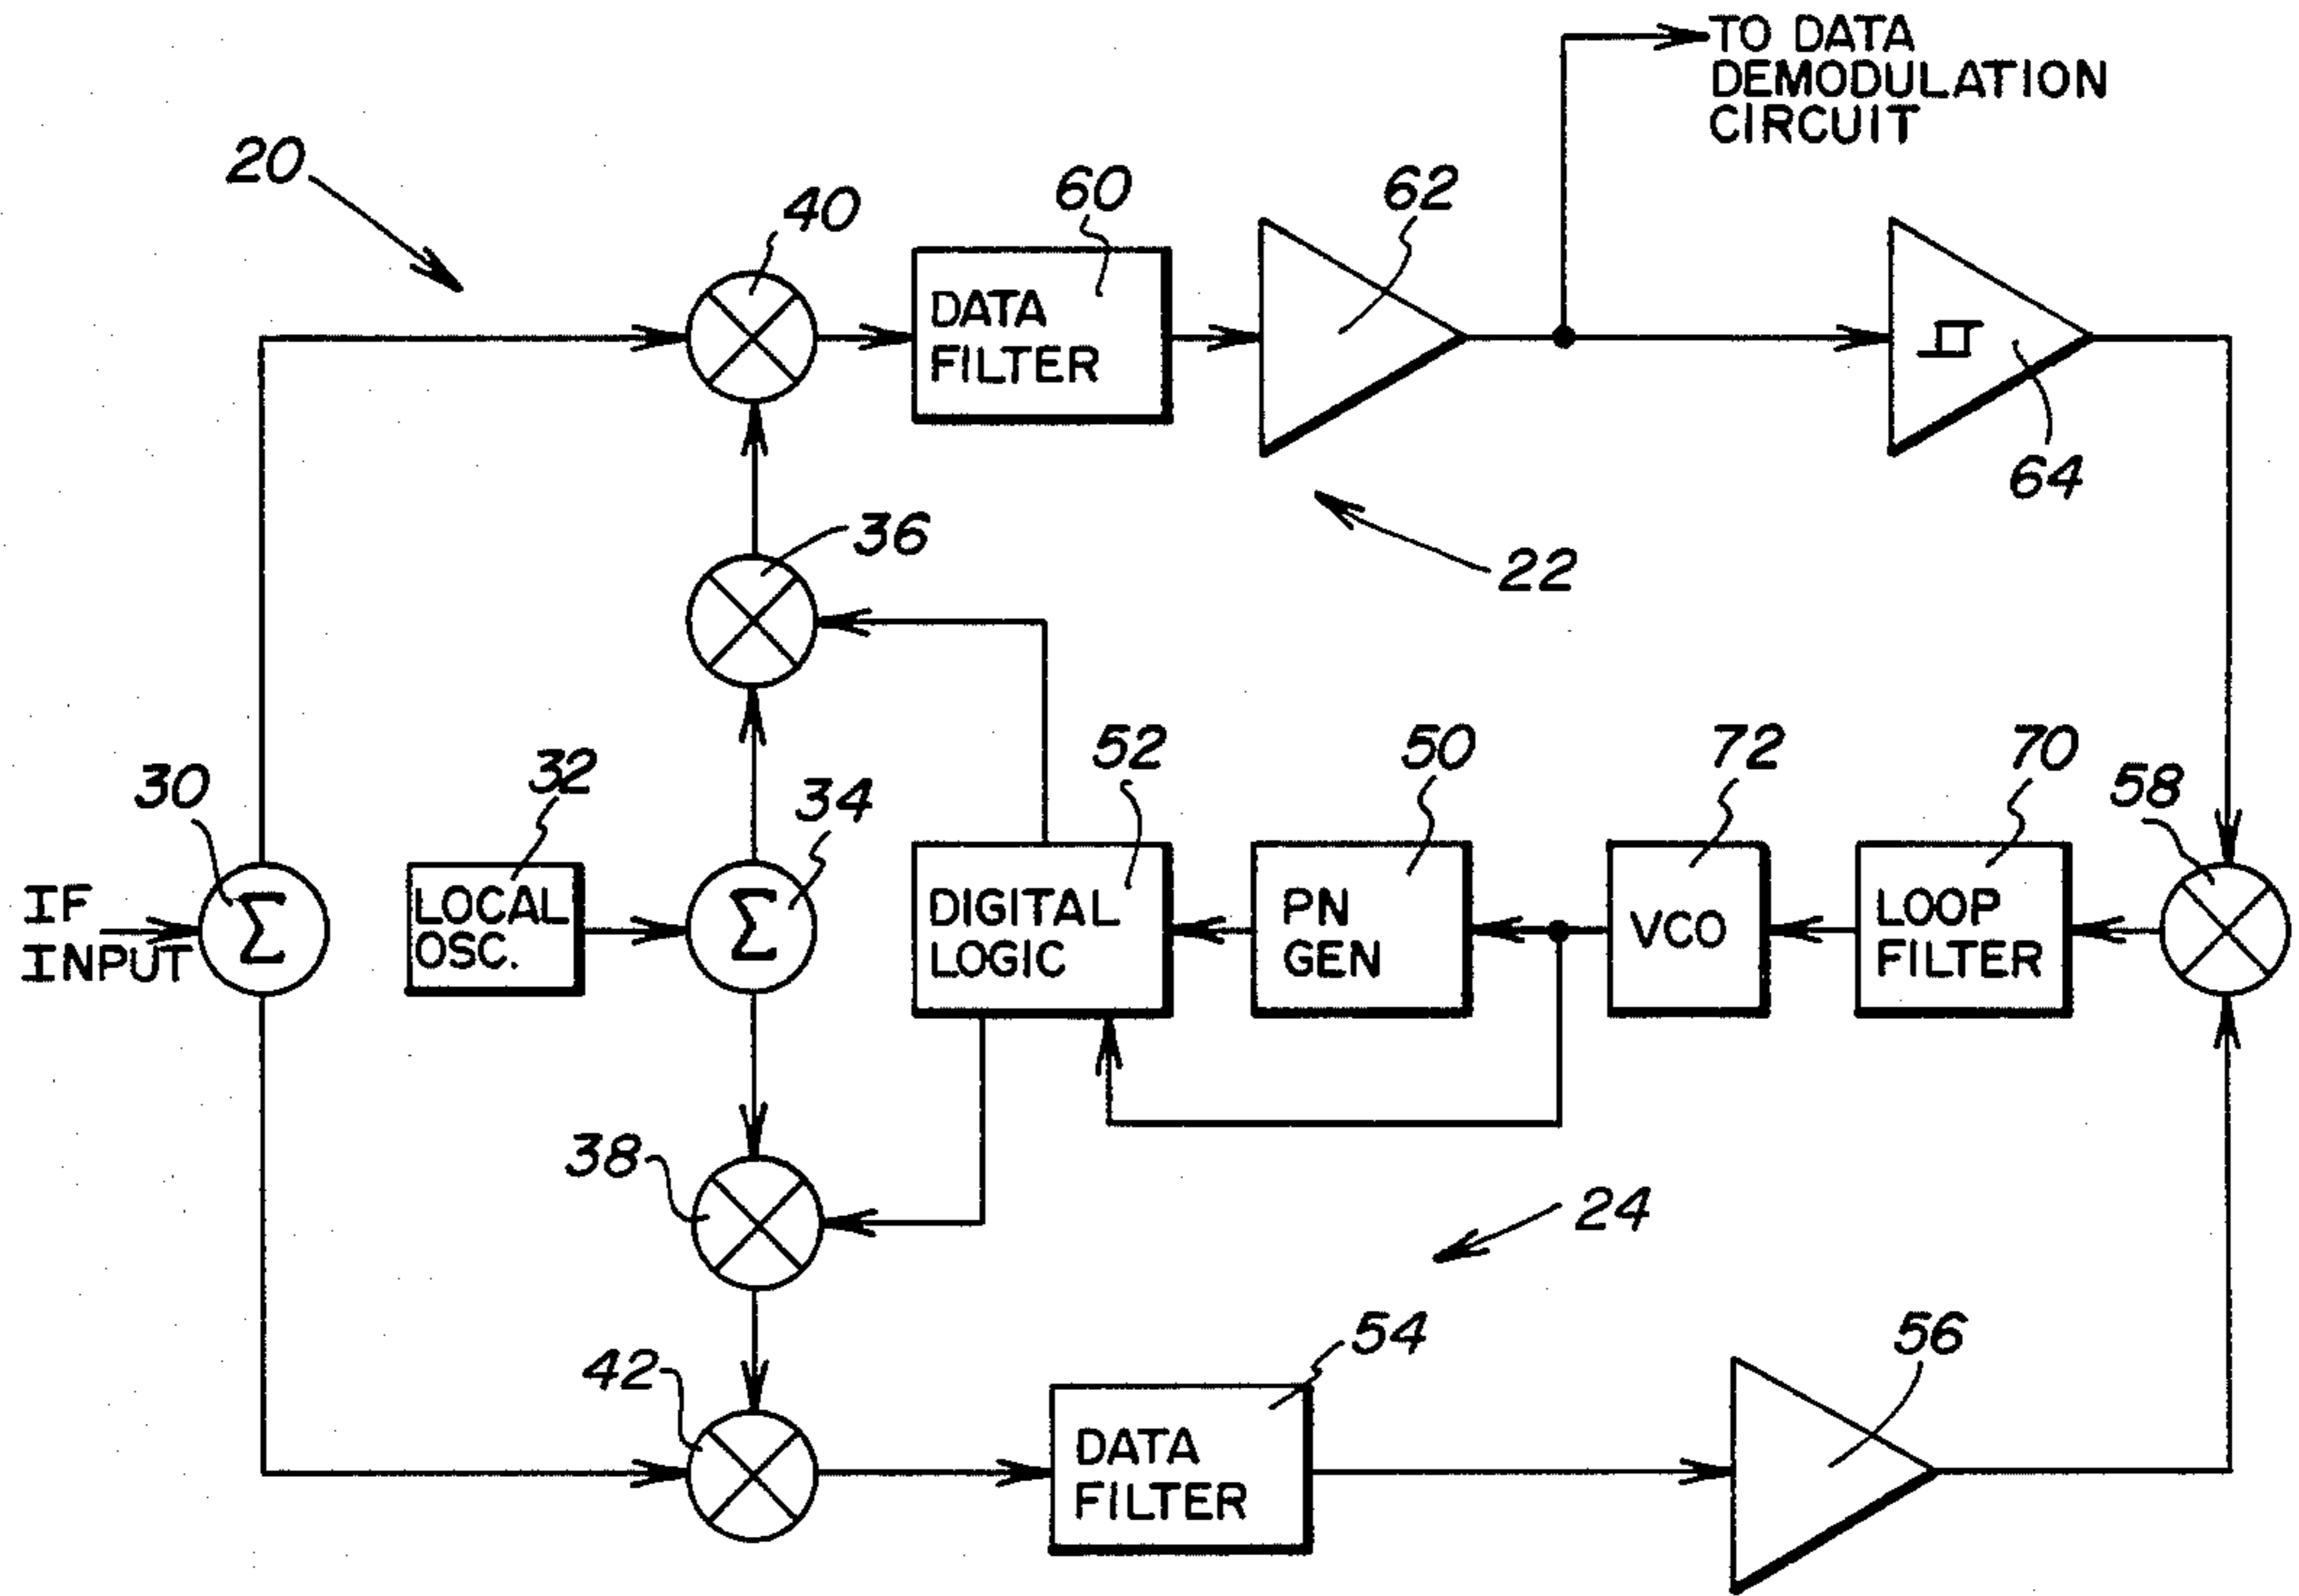 TO DATA
DEMODULATION
CIRCUIT
20
40
60
62
DATA
FILTER
64
36
22
30
32
34
52
50
72
70
58
IF
INPUT
Σ
LOCAL
OSC.
Σ
DIGITAL
LOGIC
PN
GEN
VCO
LOOP
FILTER
38
24
42
54
56
DATA
FILTER